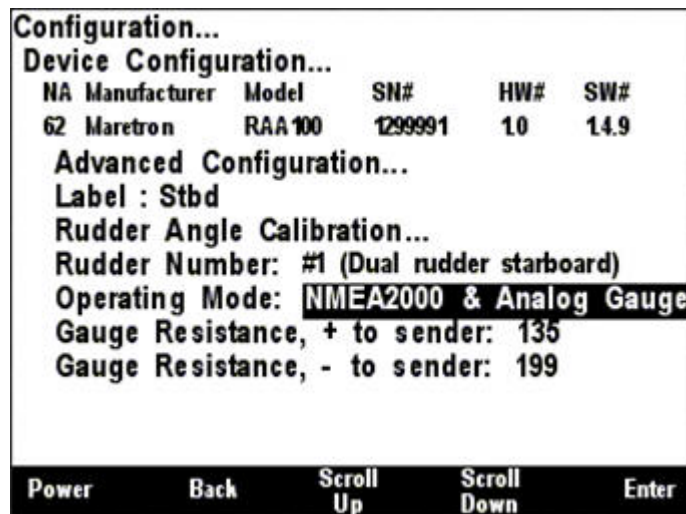 Configuration...
Device Configuration...
NA Manufacturer Model SN# HW# SW#
62 Maretron RAA100 1299991 1.0 1.4.9
Advanced Configuration...
Label : Stbd
Rudder Angle Calibration...
Rudder Number: #1 (Dual rudder starboard)
Operating Mode: NMEA2000 & Analog Gauge
Gauge Resistance, + to sender: 135
Gauge Resistance, - to sender: 199
Power Back Scroll Up Scroll Down Enter